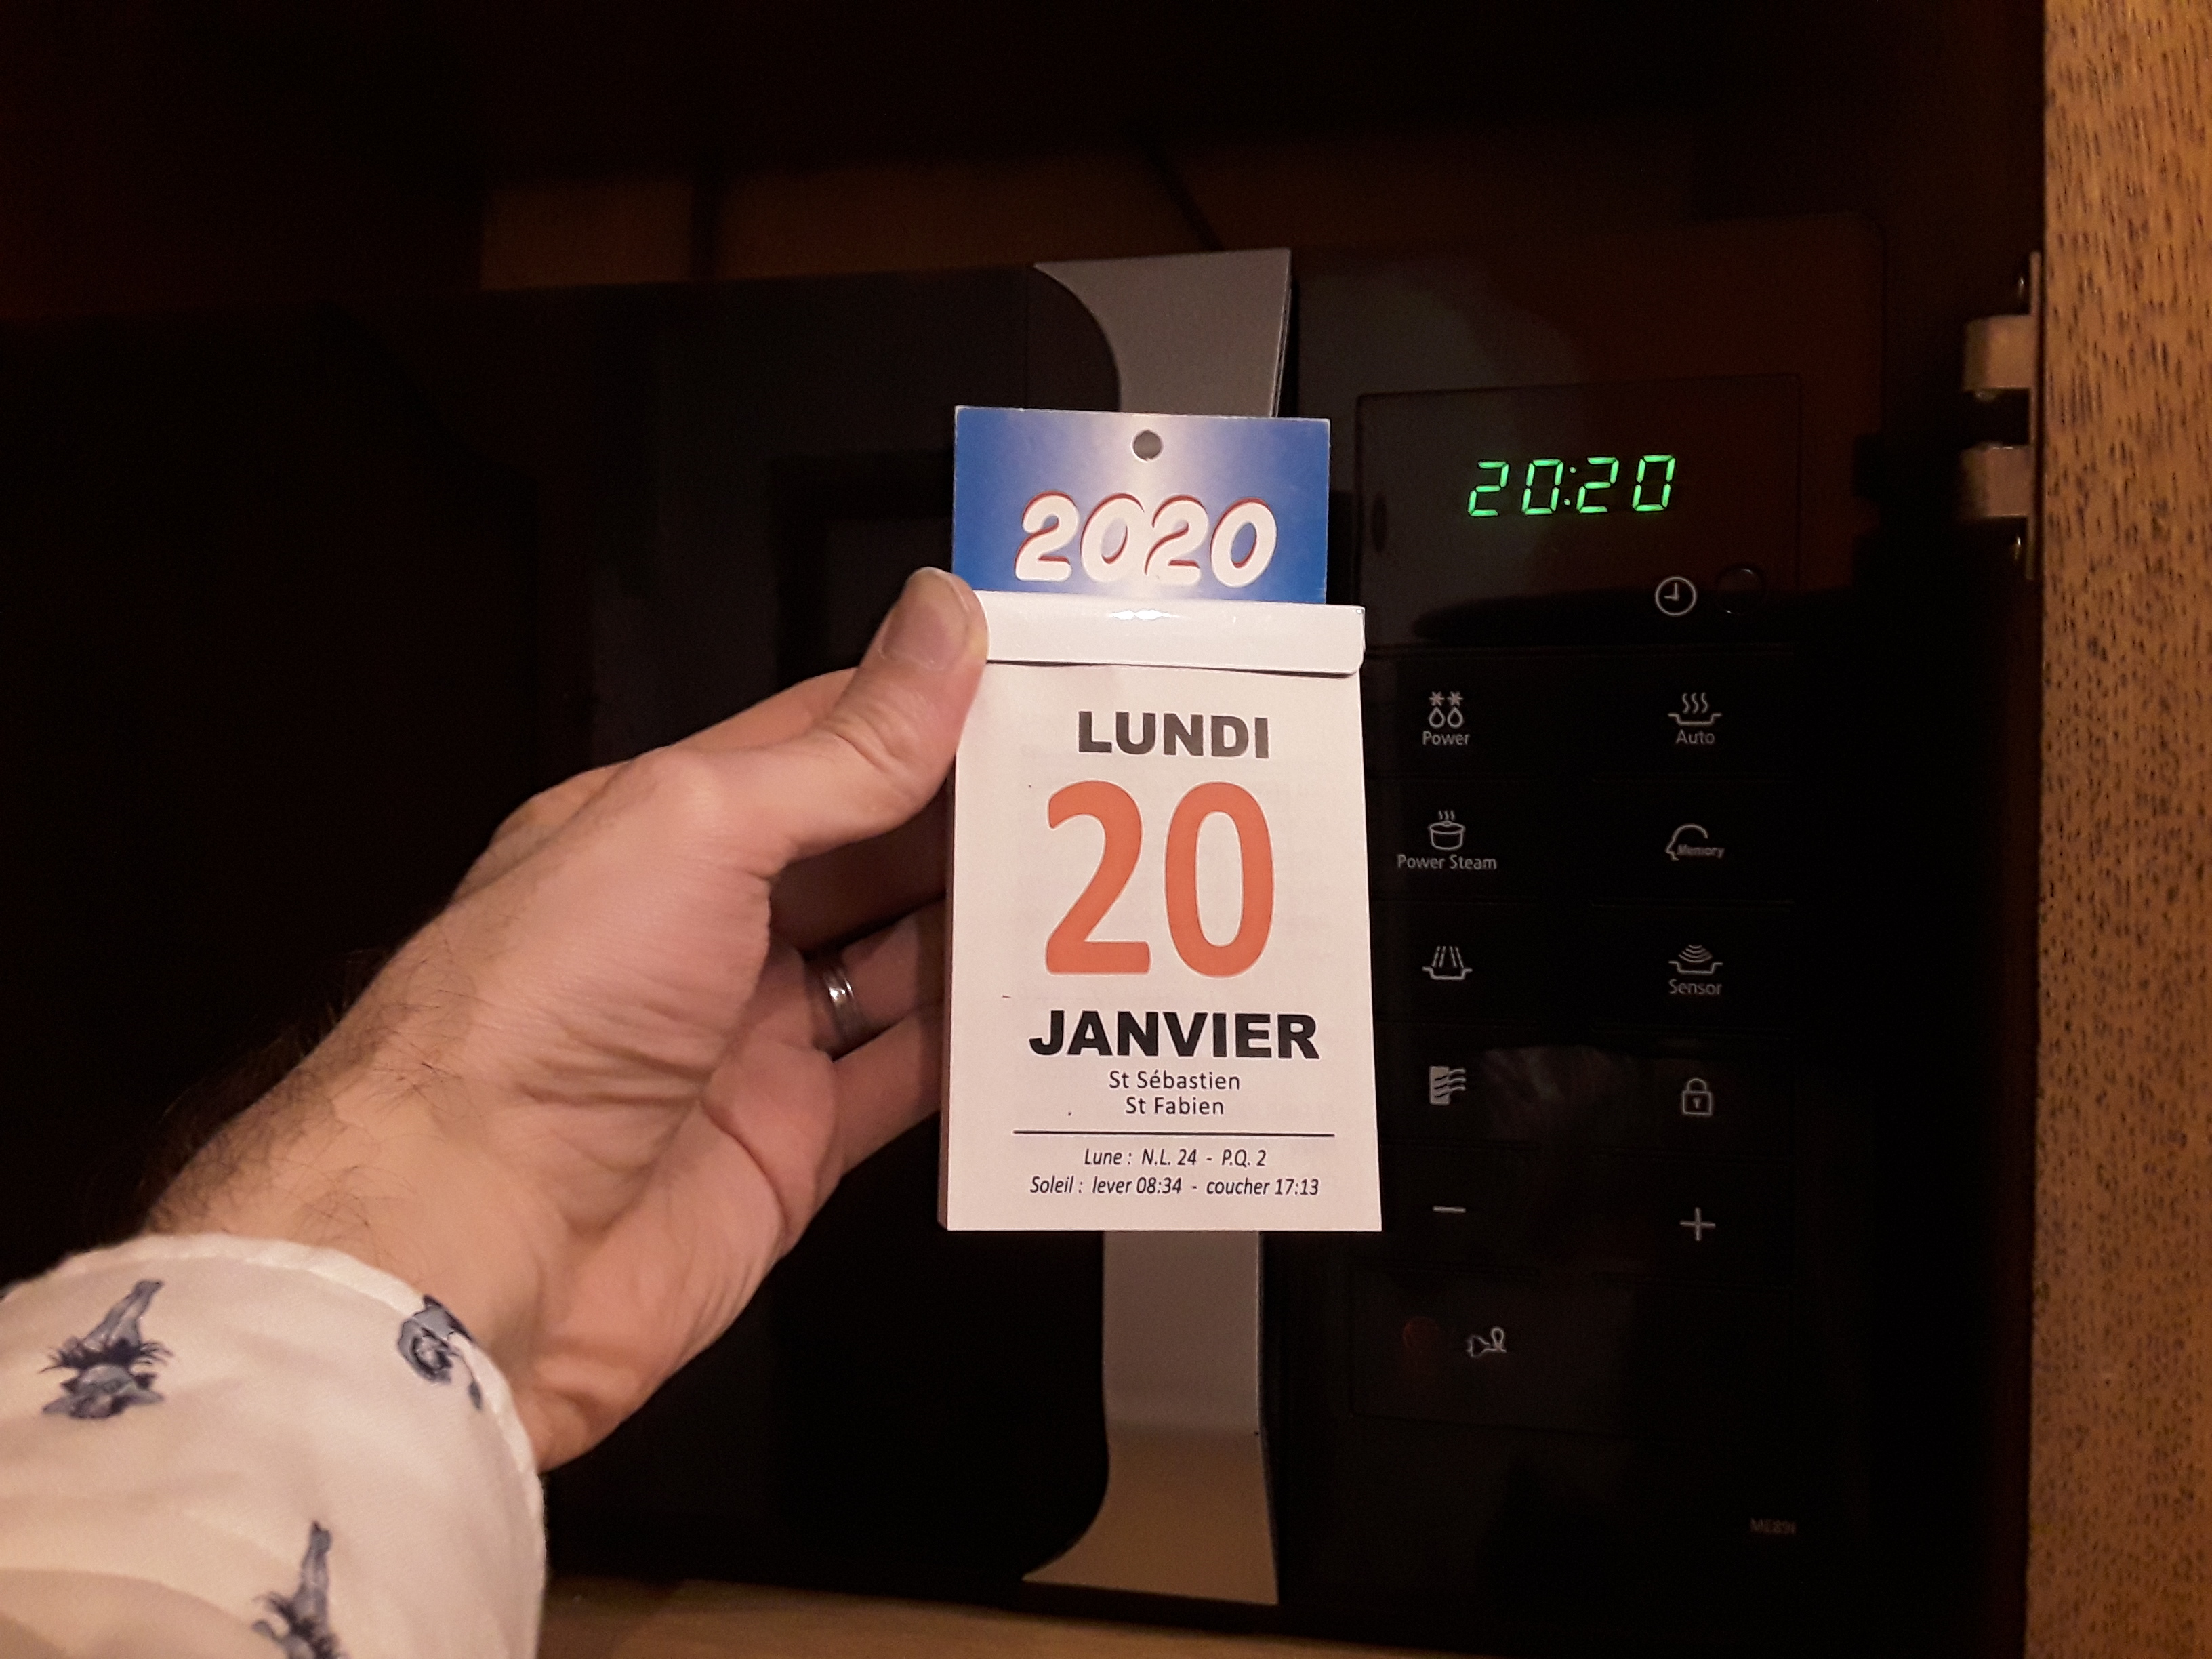 2020
LUNDI
20
JANVIER
St Sébastien
St Fabien
Lune : N.L. 24 - P.Q. 2
Soleil : lever 08:34 - coucher 17:13
20:20
Power
Auto
Power Steam
Memory
Sensor
ME89F